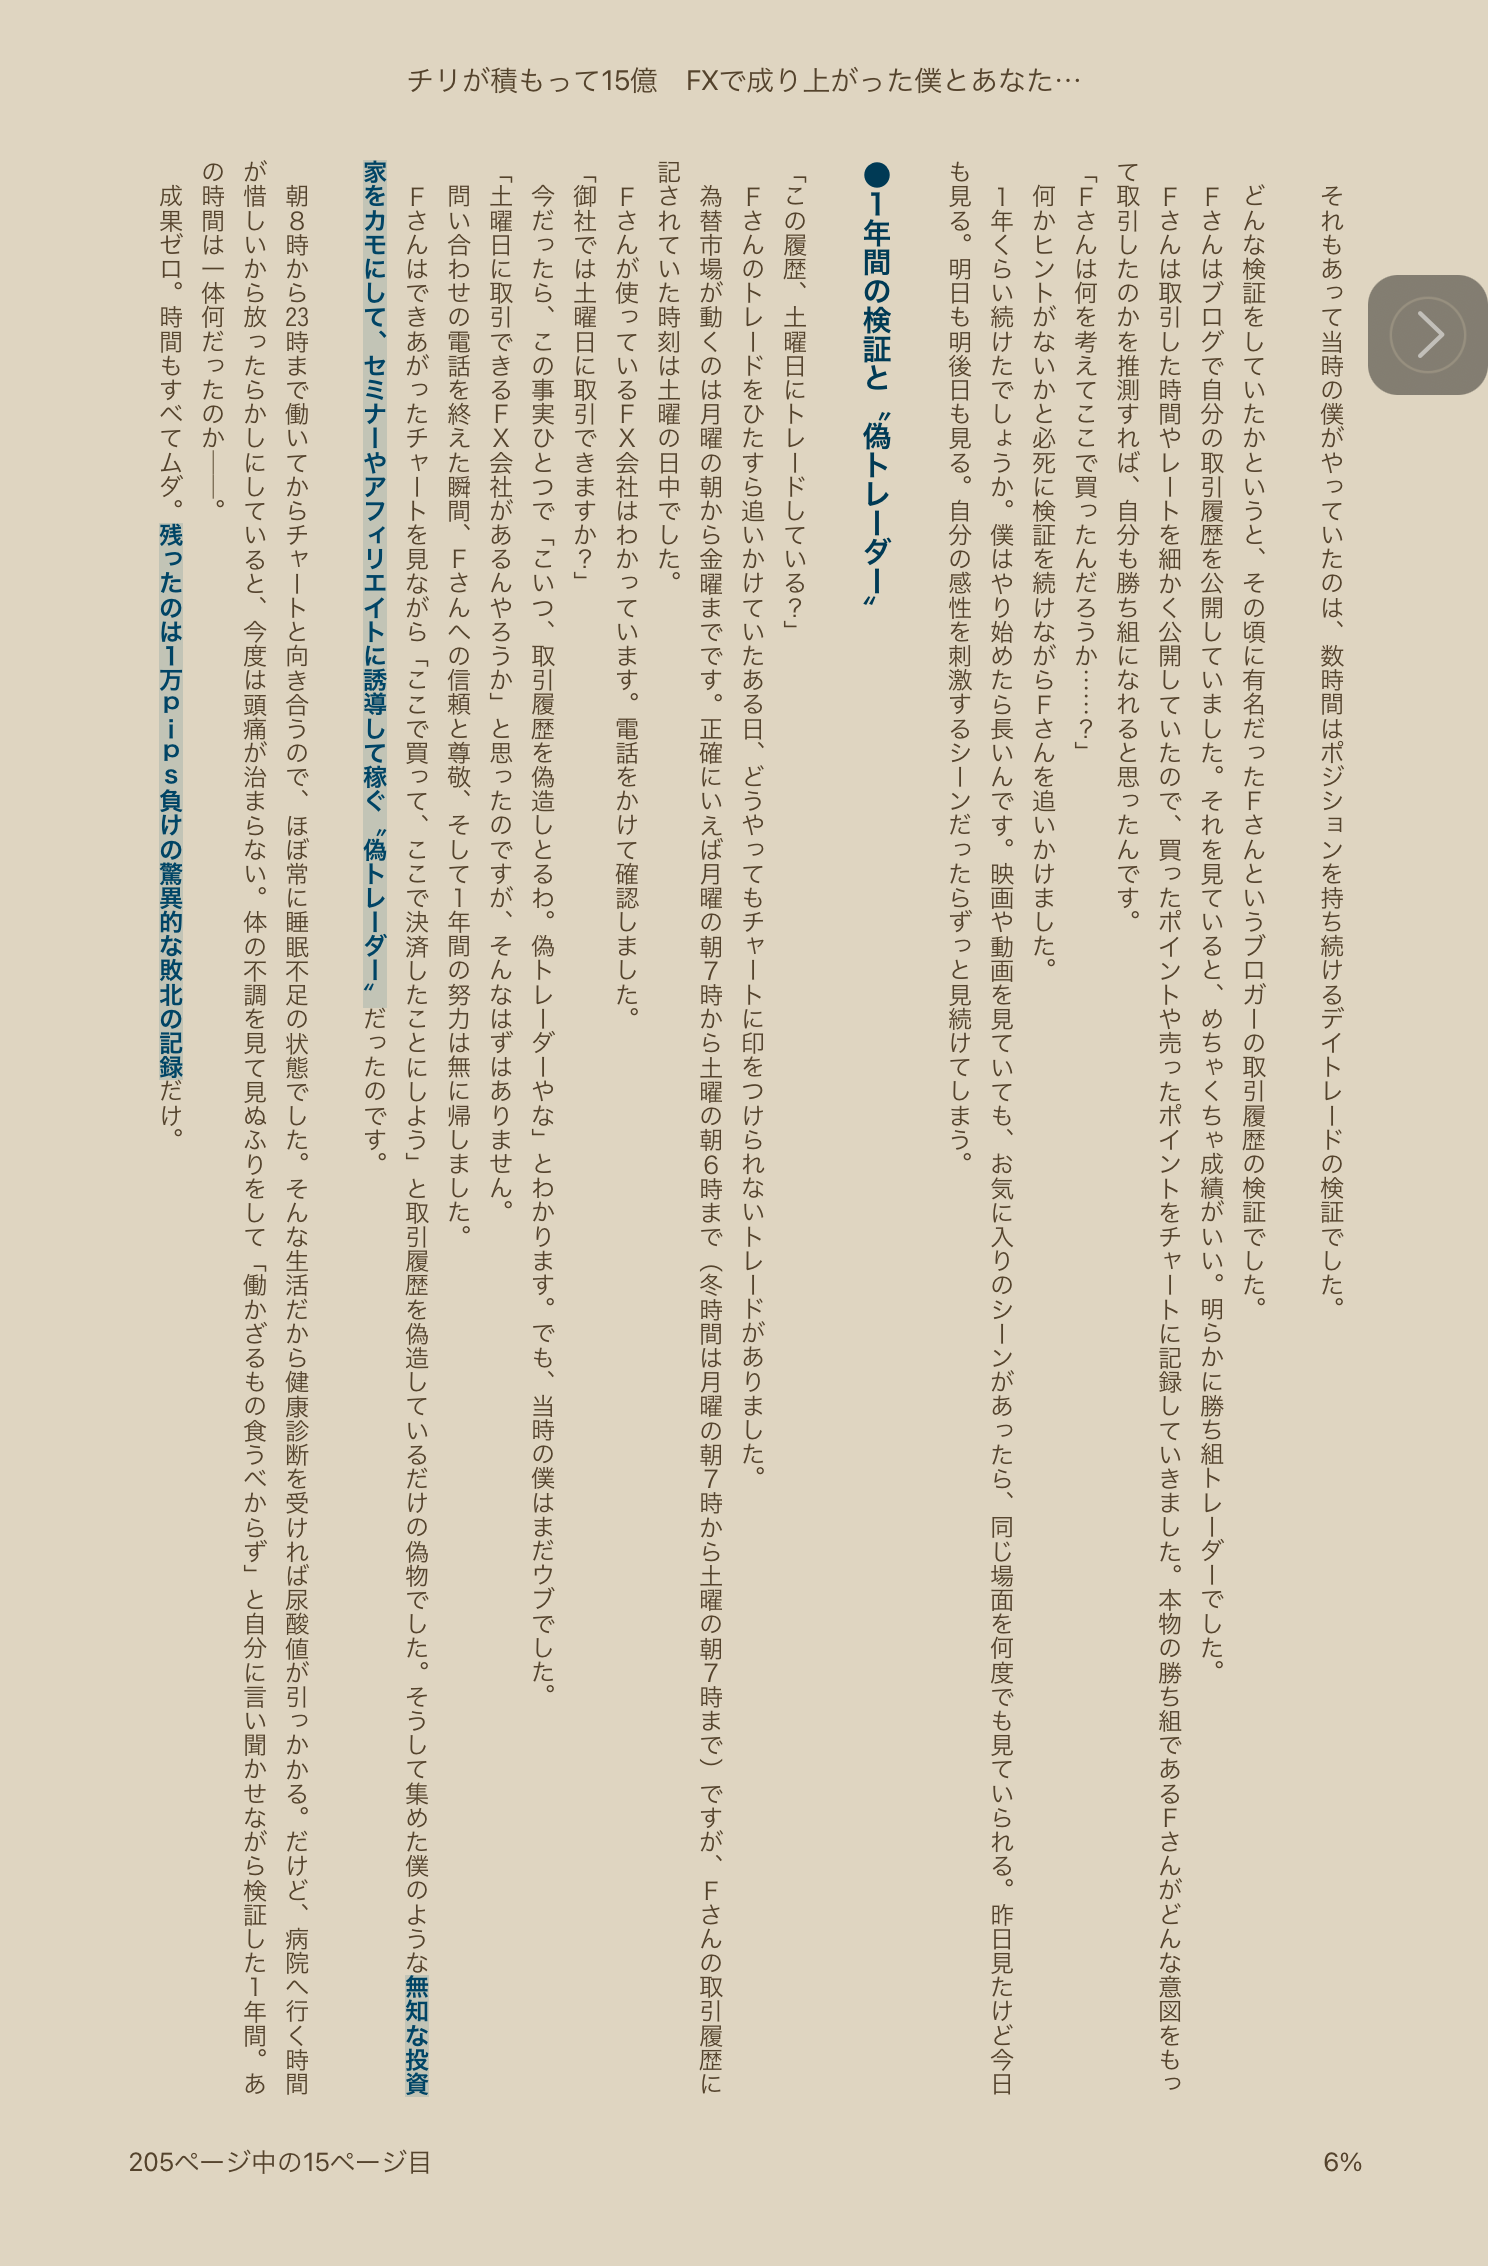 チリが積もって15億　FXで成り上がった僕とあなた…
　それもあって当時の僕がやっていたのは、数時間はポジションを持ち続けるデイトレードの検証でした。
　どんな検証をしていたかというと、その頃に有名だったＦさんというブロガーの取引履歴の検証でした。
　Ｆさんはブログで自分の取引履歴を公開していました。それを見ていると、めちゃくちゃ成績がいい。明らかに勝ち組トレーダーでした。
　Ｆさんは取引した時間やレートを細かく公開していたので、買ったポイントや売ったポイントをチャートに記録していきました。本物の勝ち組であるＦさんがどんな意図をもっ
て取引したのかを推測すれば、自分も勝ち組になれると思ったんです。
「Ｆさんは何を考えてここで買ったんだろうか……？」
　何かヒントがないかと必死に検証を続けながらＦさんを追いかけました。
　１年くらい続けたでしょうか。僕はやり始めたら長いんです。映画や動画を見ていても、お気に入りのシーンがあったら、同じ場面を何度でも見ていられる。昨日見たけど今日
も見る。明日も明後日も見る。自分の感性を刺激するシーンだったらずっと見続けてしまう。
●１年間の検証と〝偽トレーダー〟
「この履歴、土曜日にトレードしている？」
　Ｆさんのトレードをひたすら追いかけていたある日、どうやってもチャートに印をつけられないトレードがありました。
　為替市場が動くのは月曜の朝から金曜までです。正確にいえば月曜の朝７時から土曜の朝６時まで（冬時間は月曜の朝７時から土曜の朝７時まで）ですが、Ｆさんの取引履歴に
記されていた時刻は土曜の日中でした。
　Ｆさんが使っているＦＸ会社はわかっています。電話をかけて確認しました。
「御社では土曜日に取引できますか？」
　今だったら、この事実ひとつで「こいつ、取引履歴を偽造しとるわ。偽トレーダーやな」とわかります。でも、当時の僕はまだウブでした。
「土曜日に取引できるＦＸ会社があるんやろうか」と思ったのですが、そんなはずはありません。
　問い合わせの電話を終えた瞬間、Ｆさんへの信頼と尊敬、そして１年間の努力は無に帰しました。
　Ｆさんはできあがったチャートを見ながら「ここで買って、ここで決済したことにしよう」と取引履歴を偽造しているだけの偽物でした。そうして集めた僕のような無知な投資
家をカモにして、セミナーやアフィリエイトに誘導して稼ぐ〝偽トレーダー〟だったのです。
　朝８時から23時まで働いてからチャートと向き合うので、ほぼ常に睡眠不足の状態でした。そんな生活だから健康診断を受ければ尿酸値が引っかかる。だけど、病院へ行く時間
が惜しいから放ったらかしにしていると、今度は頭痛が治まらない。体の不調を見て見ぬふりをして「働かざるもの食うべからず」と自分に言い聞かせながら検証した１年間。あ
の時間は一体何だったのか――。
　成果ゼロ。時間もすべてムダ。残ったのは１万ｐｉｐｓ負けの驚異的な敗北の記録だけ。
205ページ中の15ページ目
6%